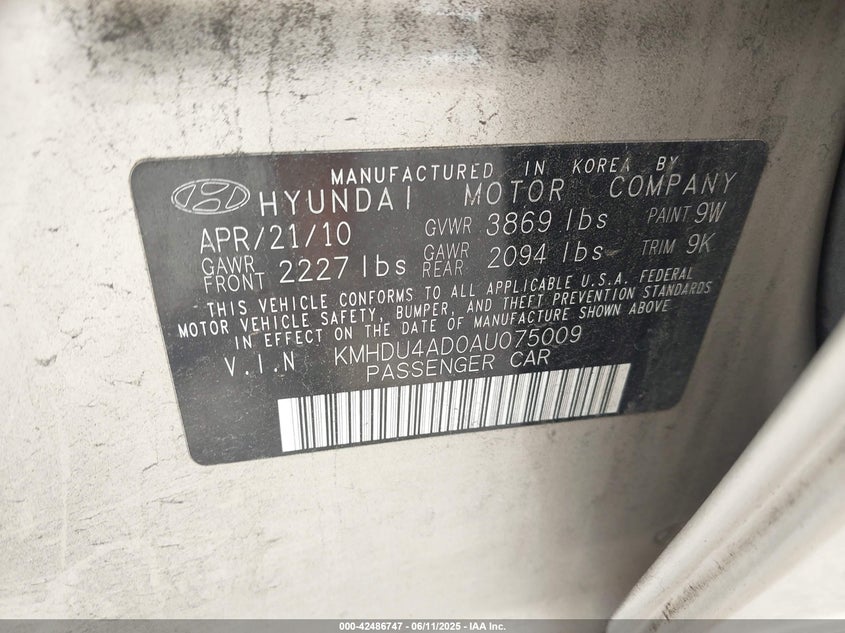 MANUFACTURED IN KOREA BY
HYUNDAI MOTOR COMPANY
APR/21/10 GVWR 3869 lbs PAINT 9W
GAWR FRONT 2227 lbs GAWR REAR 2094 lbs TRIM 9K
THIS VEHICLE CONFORMS TO ALL APPLICABLE U.S.A. FEDERAL
MOTOR VEHICLE SAFETY, BUMPER, AND THEFT PREVENTION STANDARDS
IN EFFECT ON THE DATE OF MANUFACTURE SHOWN ABOVE
V.I.N KMHDU4AD0AU075009
PASSENGER CAR
000-42486747 - 06/11/2025 - IAA Inc.